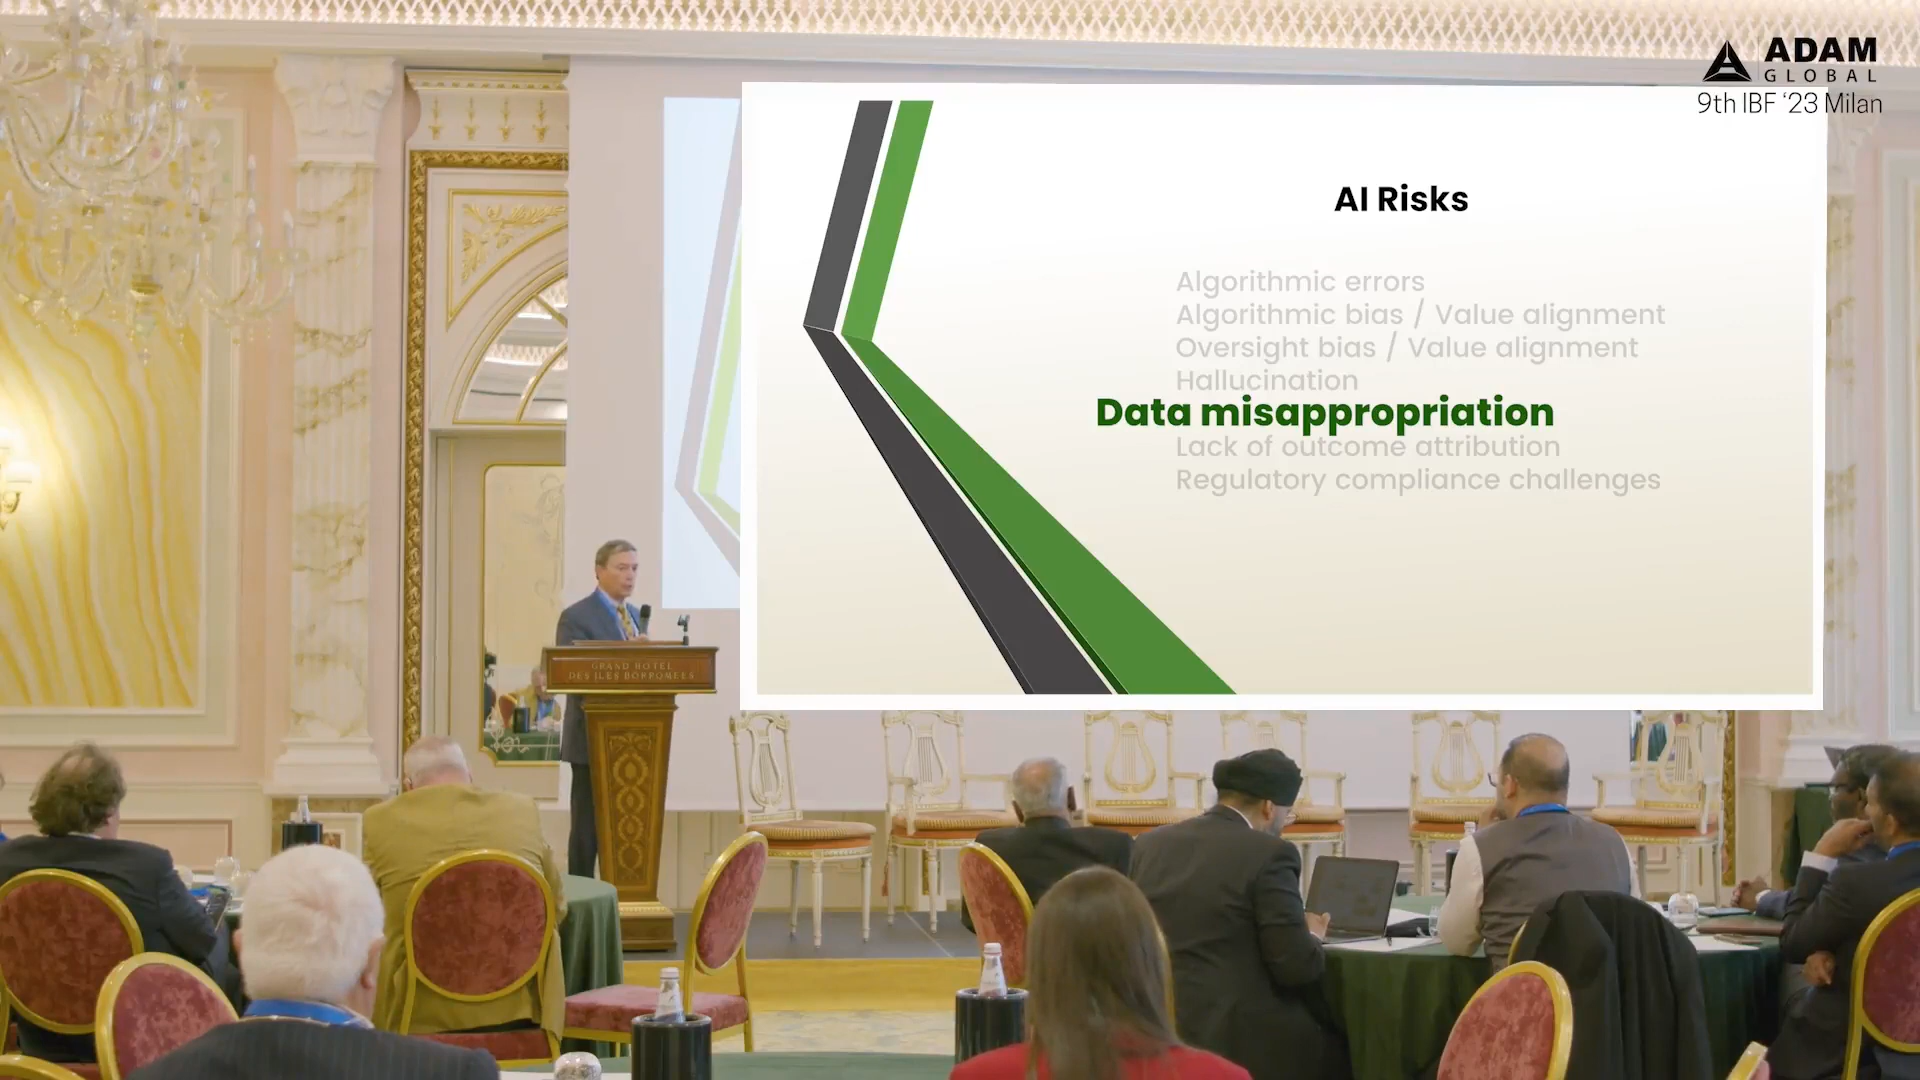 ADAM
GLOBAL
9th IBF ‘23 Milan
AI Risks
Algorithmic errors
Algorithmic bias / Value alignment
Oversight bias / Value alignment
Hallucination
Data misappropriation
Lack of outcome attribution
Regulatory compliance challenges
GRAND HOTEL
DES ILES BORROMEES